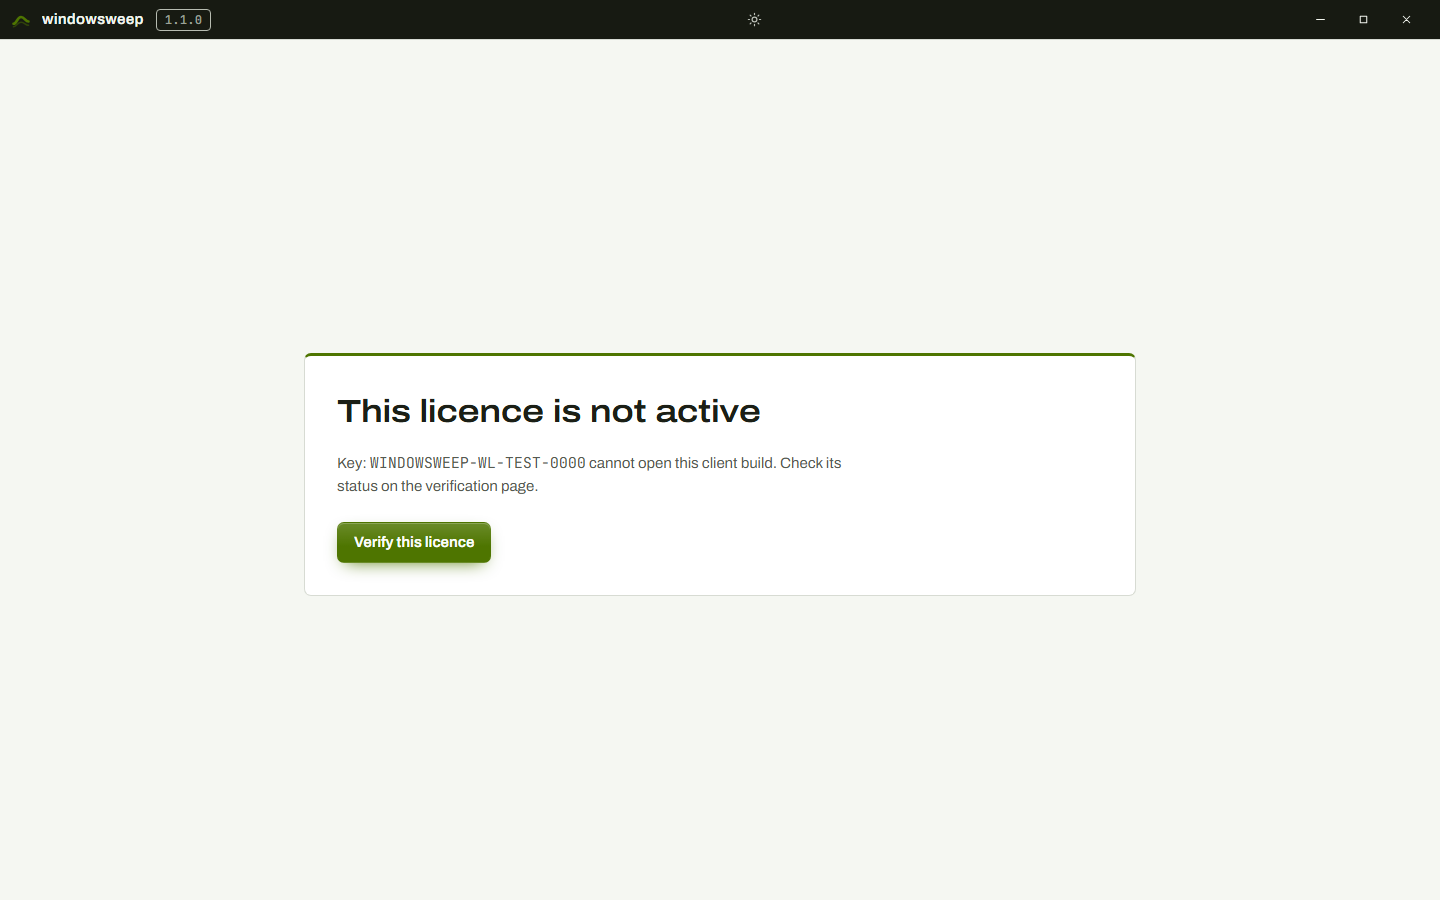 windowsweep 1.1.0
This licence is not active
Key: WINDOWSWEEP-WL-TEST-0000 cannot open this client build. Check its
status on the verification page.
Verify this licence